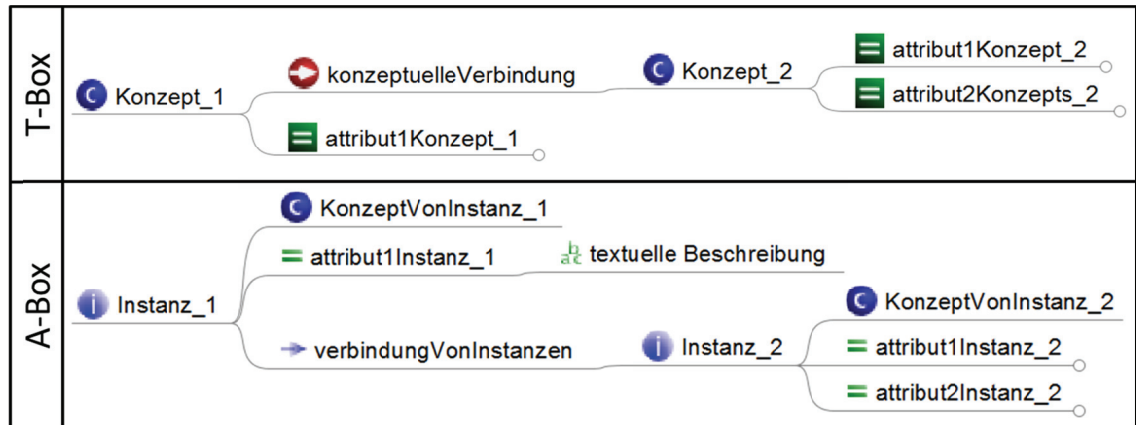 T-Box
Konzept_1
konzeptuelleVerbindung
Konzept_2
attribut1Konzept_2
attribut2Konzepts_2
attribut1Konzept_1
A-Box
Instanz_1
KonzeptVonInstanz_1
attribut1Instanz_1
textuelle Beschreibung
verbindungVonInstanzen
Instanz_2
KonzeptVonInstanz_2
attribut1Instanz_2
attribut2Instanz_2